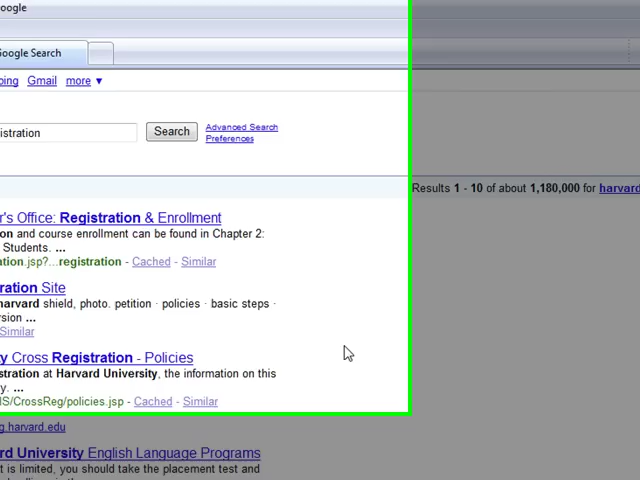 oogle
Google Search
ping Gmail more ▼
istration Search Advanced Search
Preferences
Results 1 - 10 of about 1,180,000 for harvard
r's Office: Registration & Enrollment
on and course enrollment can be found in Chapter 2:
Students. ...
ation.jsp?...registration - Cached - Similar
ration Site
harvard shield, photo. petition · policies · basic steps ·
rsion ...
Similar
y Cross Registration - Policies
stration at Harvard University, the information on this
y. ...
IS/CrossReg/policies.jsp - Cached - Similar
g.harvard.edu
rd University English Language Programs
t is limited, you should take the placement test and